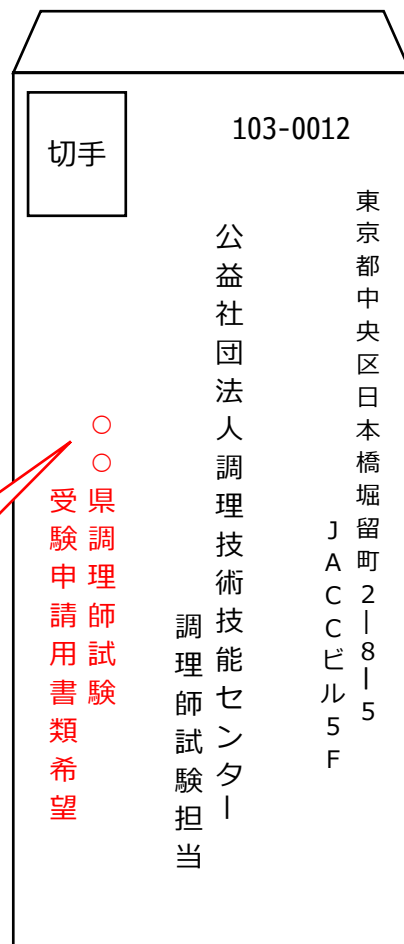 切手
103-0012
東京都中央区日本橋堀留町2―8―5
JACCビル5F
公益社団法人調理技術技能センター
調理師試験担当
○○県調理師試験
受験申請用書類希望